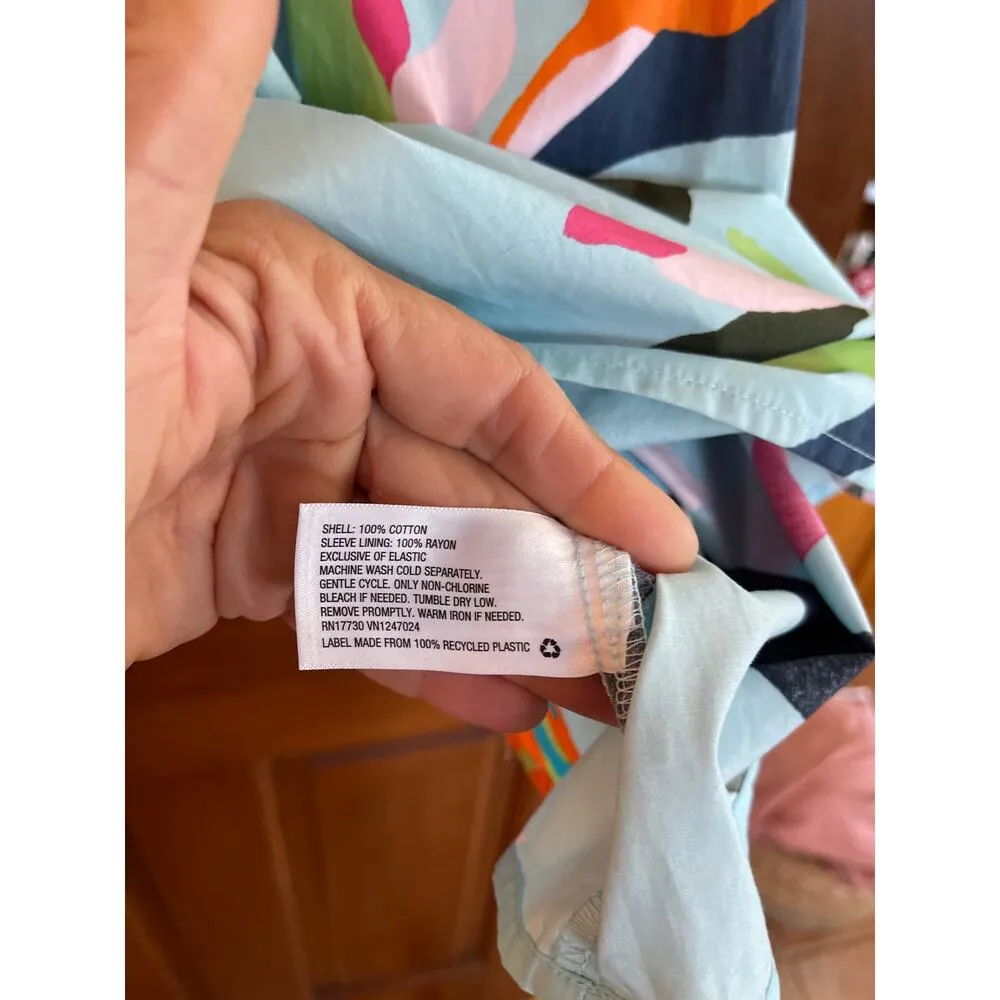 SHELL: 100% COTTON
SLEEVE LINING: 100% RAYON
EXCLUSIVE OF ELASTIC
MACHINE WASH COLD SEPARATELY.
GENTLE CYCLE. ONLY NON-CHLORINE
BLEACH IF NEEDED. TUMBLE DRY LOW.
REMOVE PROMPTLY. WARM IRON IF NEEDED.
RN17730 VN1247024
LABEL MADE FROM 100% RECYCLED PLASTIC